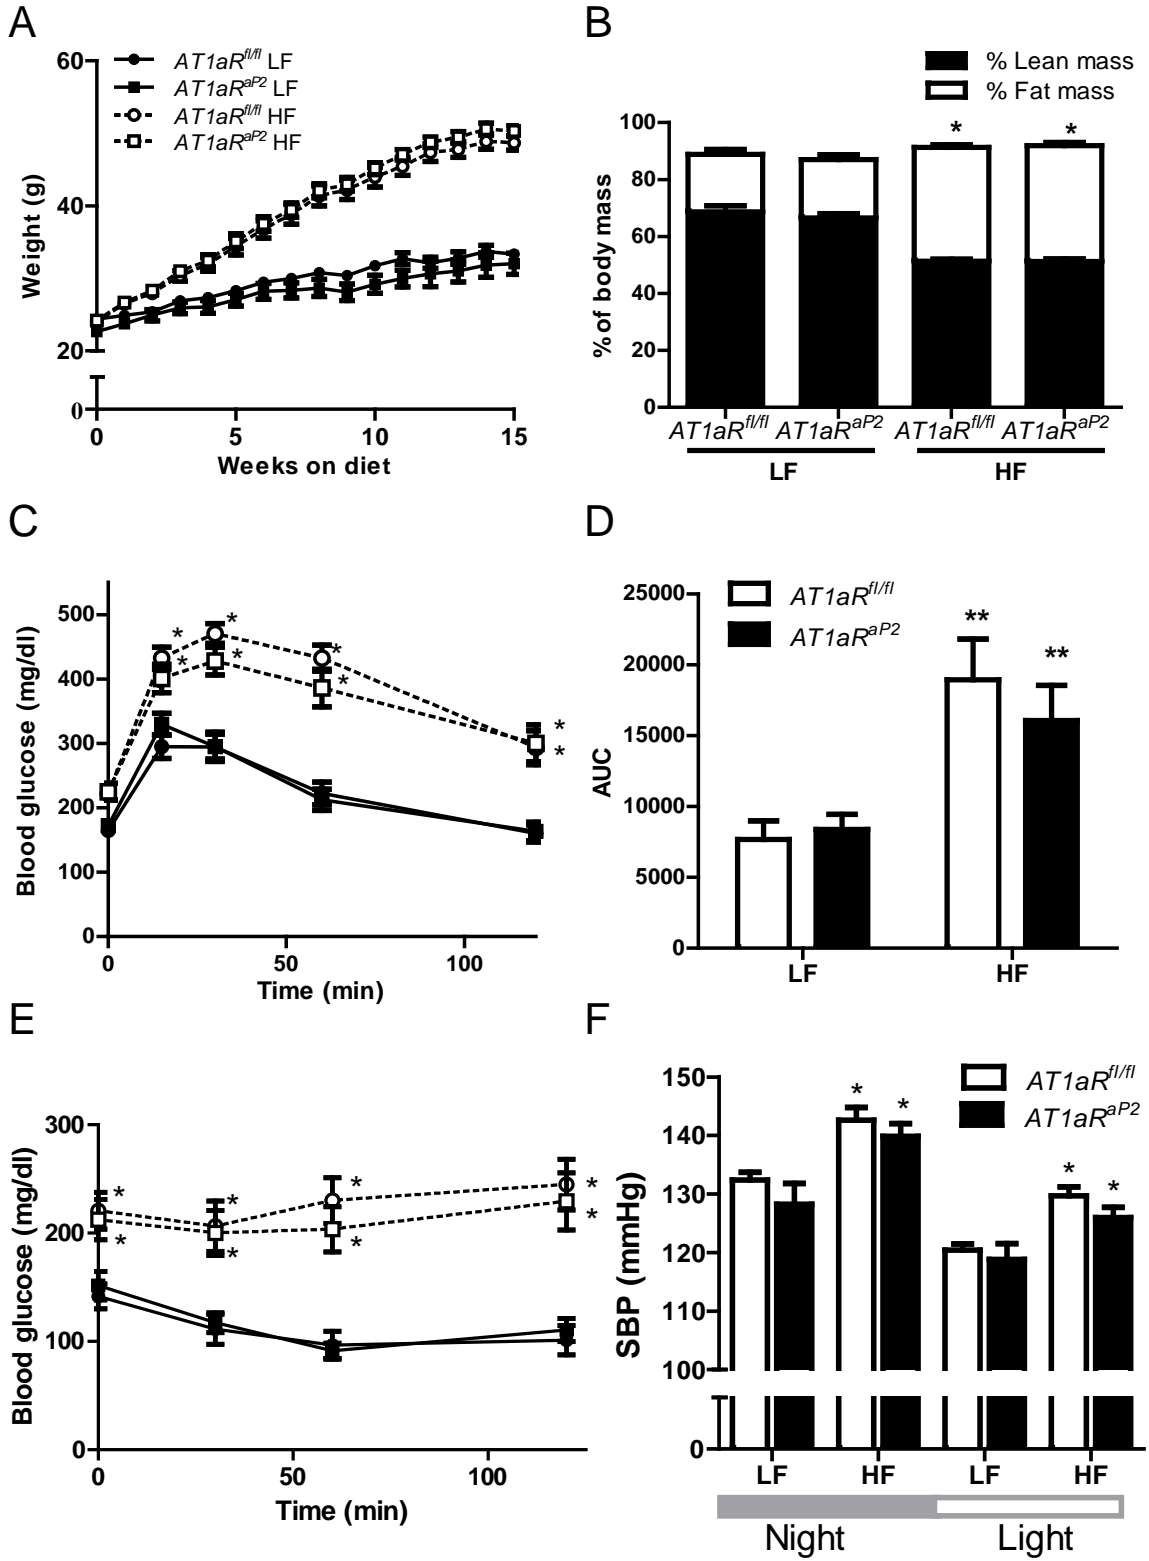 A
60
AT1aR^fl/fl LF
AT1aR^aP2 LF
AT1aR^fl/fl HF
AT1aR^aP2 HF
40
20
0
Weight (g)
0 5 10 15
Weeks on diet
B
% Lean mass
% Fat mass
100
80
60
40
20
0
% of body mass
* *
AT1aR^fl/fl AT1aR^aP2 AT1aR^fl/fl AT1aR^aP2
LF HF
C
500
400
300
200
100
0
Blood glucose (mg/dl)
* * * * * * * *
0 50 100
Time (min)
D
AT1aR^fl/fl
AT1aR^aP2
25000
20000
15000
10000
5000
0
AUC
** **
LF HF
E
300
200
100
0
Blood glucose (mg/dl)
* * * * * * * *
0 50 100
Time (min)
F
AT1aR^fl/fl
AT1aR^aP2
150
140
130
120
110
100
0
SBP (mmHg)
* * * *
LF HF LF HF
Night Light